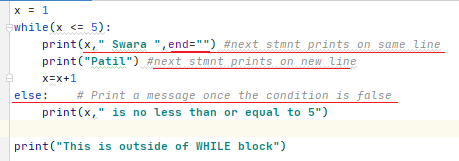 x = 1
while(x <= 5):
    print(x," Swara ",end="") #next stmnt prints on same line
    print("Patil") #next stmnt prints on new line
    x=x+1
else:    # Print a message once the condition is false
    print(x," is no less than or equal to 5")
print("This is outside of WHILE block")